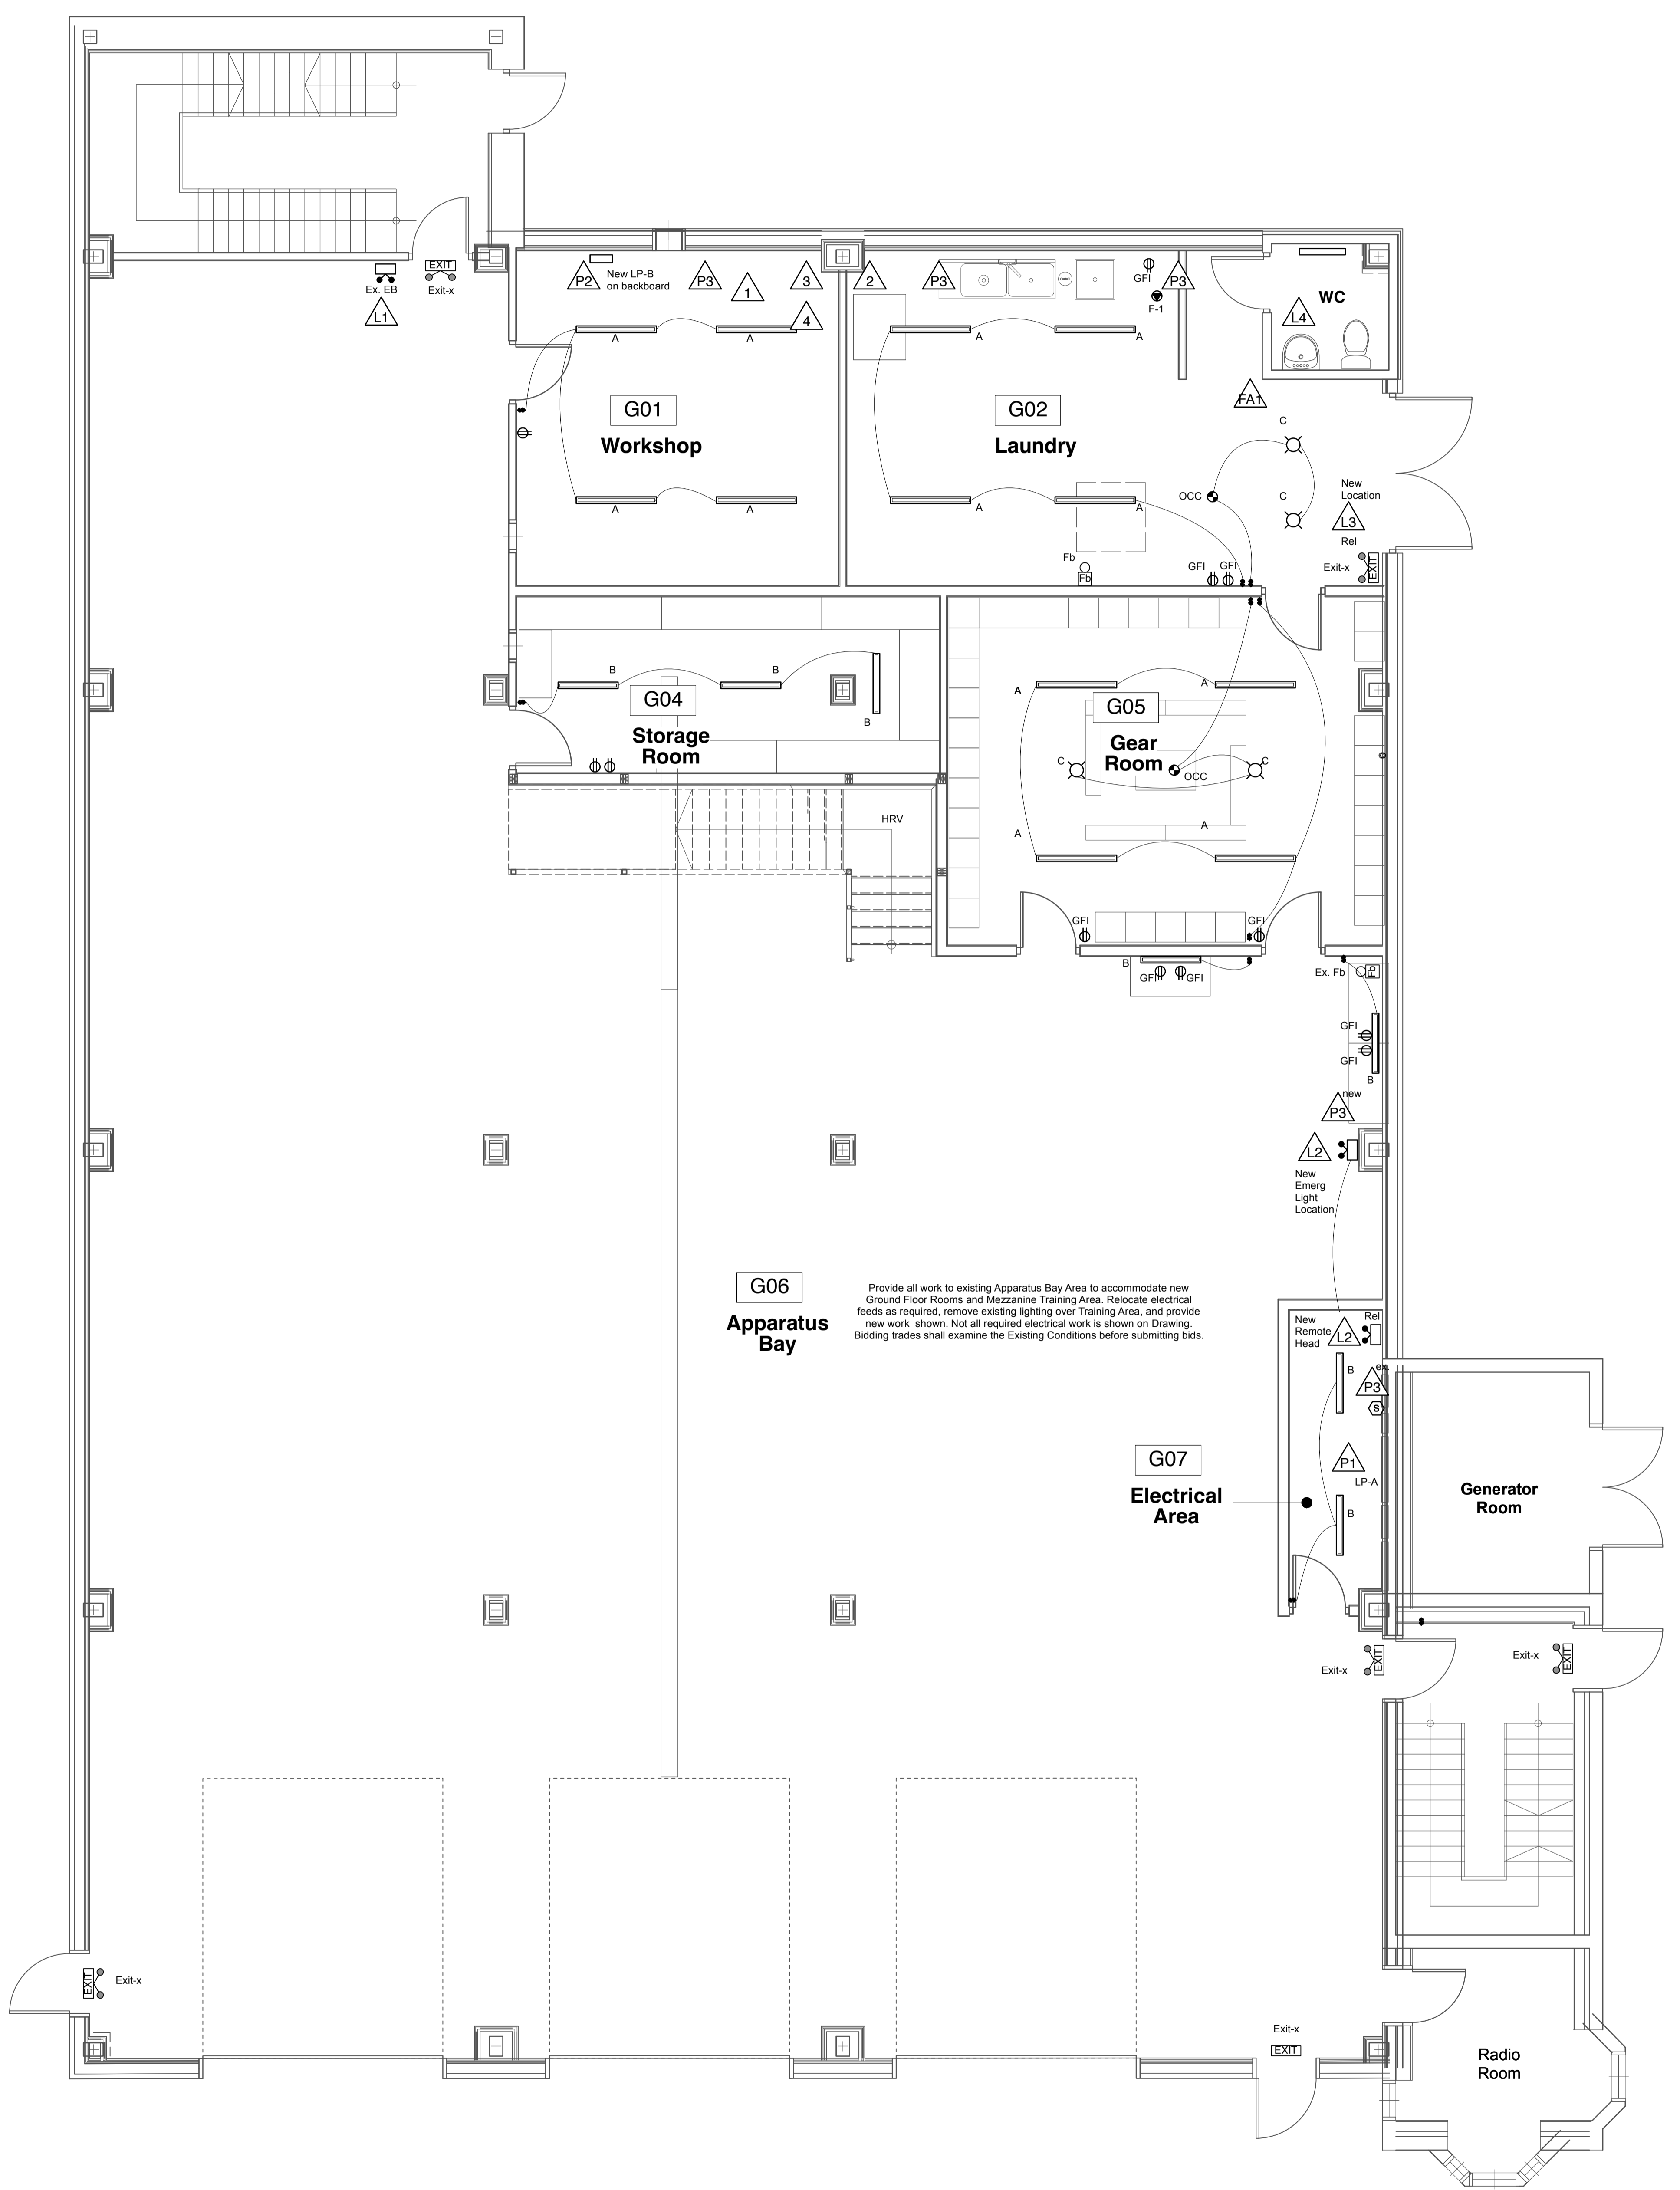 EXIT
Ex. EB
Exit-x
L1
P2
New LP-B
on backboard
P3
1
3
4
2
P3
GFI
F-1
P3
WC
L4
A
A
A
A
G01
Workshop
G02
Laundry
FA1
C
C
OCC
New
Location
L3
Rel
Exit-x
EXIT
A
A
A
A
Fb
Fb
GFI
GFI
B
B
B
G04
Storage
Room
A
A
G05
Gear
Room
C
C
OCC
A
A
HRV
GFI
GFI
B
GFI
GFI
Ex. Fb
Fb
GFI
GFI
B
new
P3
L2
New
Emerg
Light
Location
G06
Apparatus
Bay
Provide all work to existing Apparatus Bay Area to accommodate new
Ground Floor Rooms and Mezzanine Training Area. Relocate electrical
feeds as required, remove existing lighting over Training Area, and provide
new work shown. Not all required electrical work is shown on Drawing.
Bidding trades shall examine the Existing Conditions before submitting bids.
New
Remote
Head
L2
Rel
B
ex.
P3
S
P1
LP-A
B
G07
Electrical
Area
Generator
Room
Exit-x
EXIT
Exit-x
EXIT
EXIT
Exit-x
Exit-x
EXIT
Radio
Room